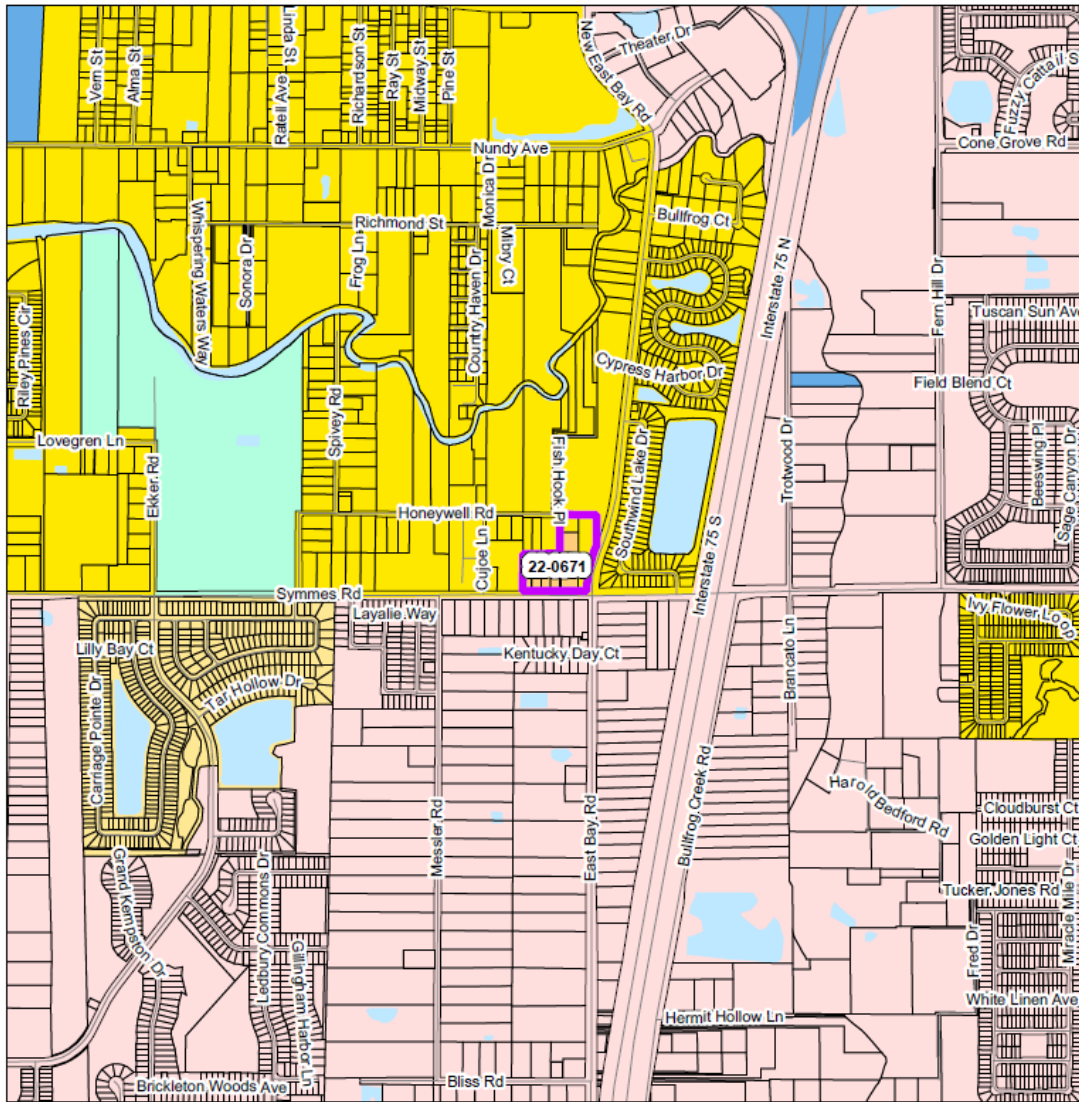 Vern St
Alma St
Linda St
Ratell Ave
Richardson St
Ray St
Midway St
Pine St
New East Bay Rd
Theater Dr
Fuzzy Cattail S
Cone Grove Rd
Nundy Ave
Whispering Waters Way
Sonora Dr
Frog Ln
Richmond St
Monica Dr
Mibry Ct
Country Haven Dr
Bullfrog Ct
Interstate 75 N
Fern Hill Dr
Tuscan Sun Av
Riley Pines Cir
Cypress Harbor Dr
Field Blend Ct
Lovegren Ln
Ekker Rd
Spivey Rd
Fish Hook Pl
Southwind Lake Dr
Trotwood Dr
Beeswing Pl
Sage Canyon Dr
Honeywell Rd
Cujoe Ln
22-0671
Interstate 75 S
Symmes Rd
Layalie Way
Ivy Flower Loop
Lilly Bay Ct
Kentucky Day Ct
Brancato Ln
Tar Hollow Dr
Carriage Pointe Dr
Messler Rd
East Bay Rd
Bullfrog Creek Rd
Harold Bedford Rd
Cloudburst Ct
Golden Light Ct
Tucker Jones Rd
Miracle Mile Dr
Grand Kempston Dr
Ledbury Commons Dr
Gillingham Harbor Ln
Fred Dr
White Linen Ave
Hermit Hollow Ln
Brickleton Woods Ave
Bliss Rd